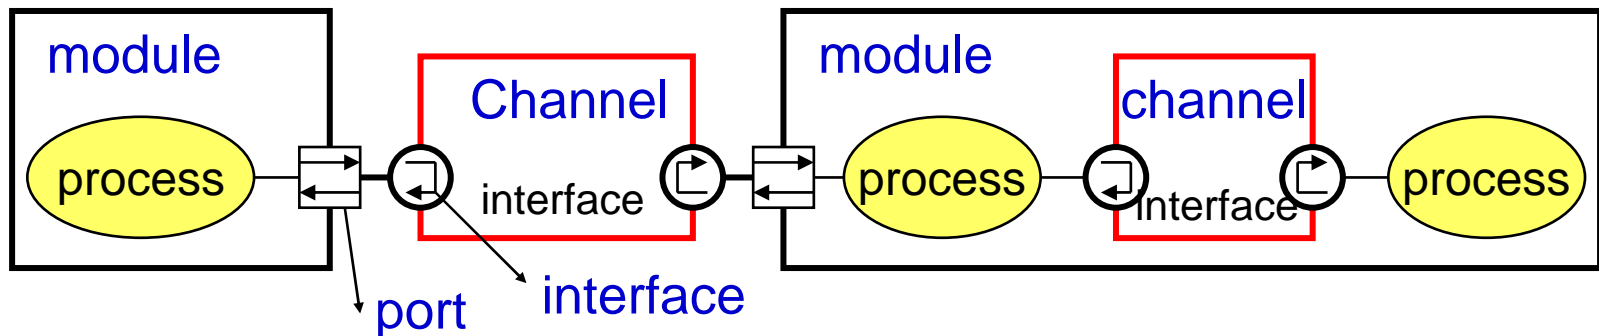 module
module
Channel
channel
process
interface
process
Interface
process
interface
port